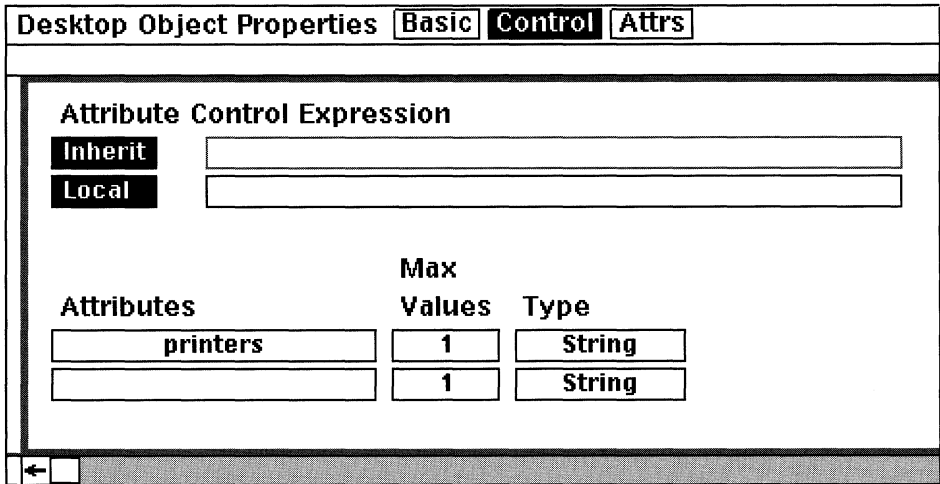 Desktop Object Properties Basic Control Attrs
Attribute Control Expression
Inherit
Local
Max
Attributes Values Type
printers 1 String
1 String